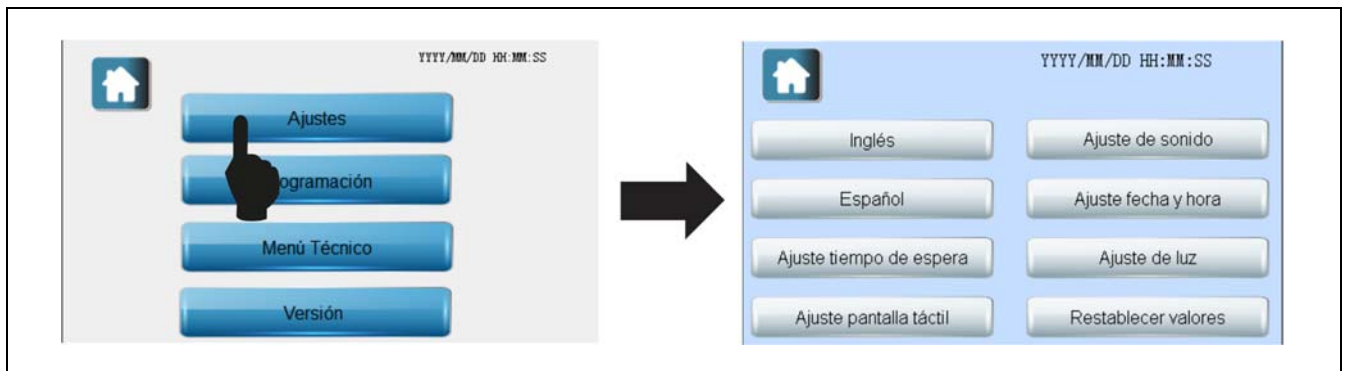 YYYY/MM/DD HH:MM:SS
Ajustes
ogramación
Menú Técnico
Versión
YYYY/MM/DD HH:MM:SS
Inglés
Ajuste de sonido
Español
Ajuste fecha y hora
Ajuste tiempo de espera
Ajuste de luz
Ajuste pantalla táctil
Restablecer valores